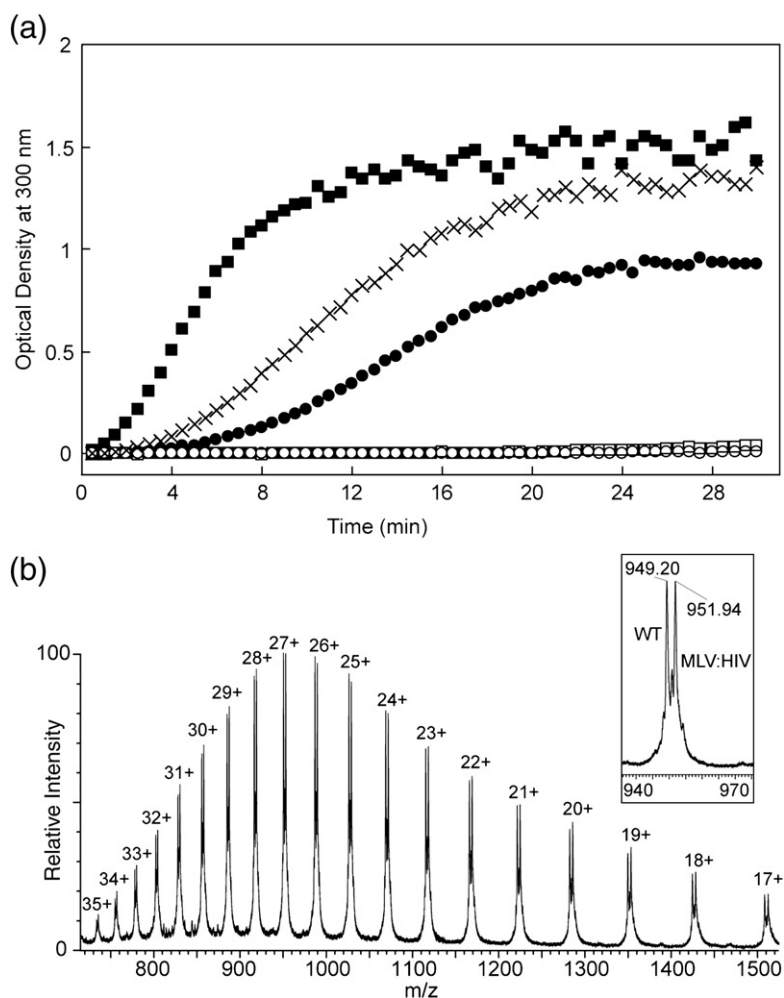 (a)
2
1.5
1
0.5
0
Optical Density at 300 nm
0 4 8 12 16 20 24 28
Time (min)
(b)
949.20
951.94
WT
MLV:HIV
940 970
100
0
Relative Intensity
35+ 34+ 33+ 32+ 31+ 30+ 29+ 28+ 27+ 26+ 25+ 24+ 23+ 22+ 21+ 20+ 19+ 18+ 17+
800 900 1000 1100 1200 1300 1400 1500
m/z